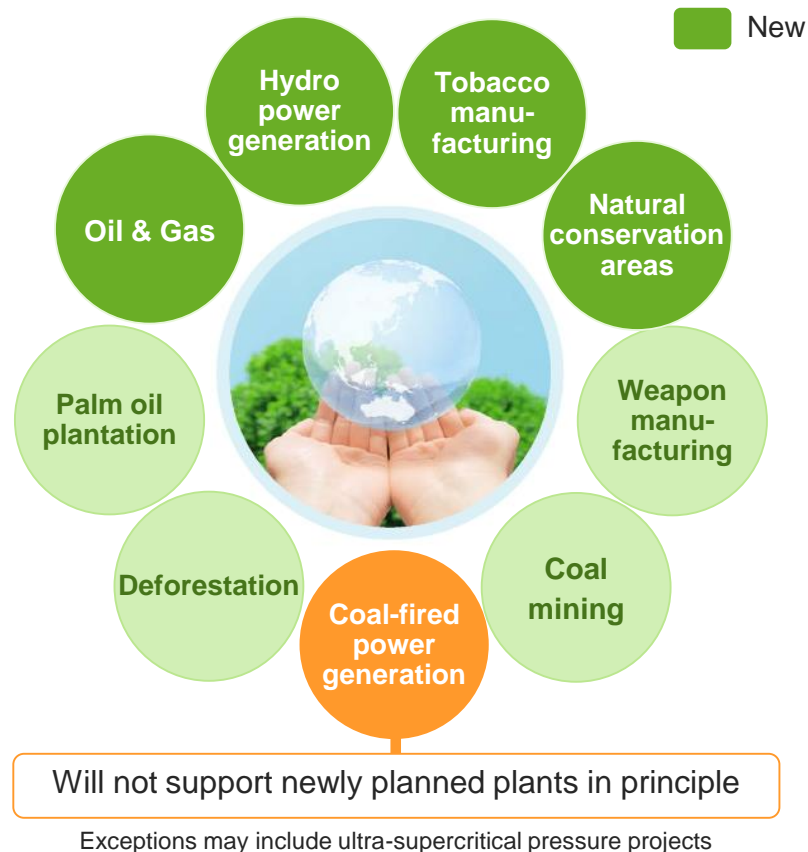 New
Hydro
power
generation
Tobacco
manu-
facturing
Oil & Gas
Natural
conservation
areas
Palm oil
plantation
Weapon
manu-
facturing
Deforestation
Coal
mining
Coal-fired
power
generation
Will not support newly planned plants in principle
Exceptions may include ultra-supercritical pressure projects